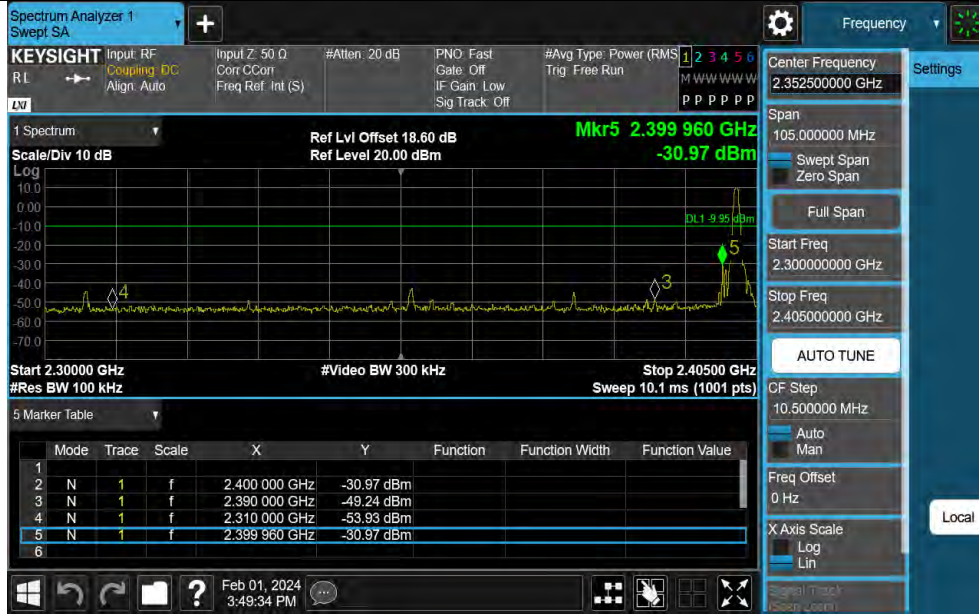 Spectrum Analyzer 1
Swept SA
Frequency
KEYSIGHT
RL
LXI
Input: RF
Coupling: DC
Align: Auto
Input Z: 50 Ω
Corr CCorr
Freq Ref: Int (S)
#Atten: 20 dB
PNO: Fast
Gate: Off
IF Gain: Low
Sig Track: Off
#Avg Type: Power (RMS
Trig: Free Run
1 2 3 4 5 6
M W W W W W
P P P P P P
1 Spectrum
Scale/Div 10 dB
Ref Lvl Offset 18.60 dB
Ref Level 20.00 dBm
Mkr5 2.399 960 GHz
-30.97 dBm
Log
10.0
0.00
-10.0
-20.0
-30.0
-40.0
-50.0
-60.0
-70.0
DL1 -9.95 dBm
5
3
4
Start 2.30000 GHz
#Res BW 100 kHz
#Video BW 300 kHz
Stop 2.40500 GHz
Sweep 10.1 ms (1001 pts)
5 Marker Table
Mode Trace Scale X Y Function Function Width Function Value
1
2 N 1 f 2.400 000 GHz -30.97 dBm
3 N 1 f 2.390 000 GHz -49.24 dBm
4 N 1 f 2.310 000 GHz -53.93 dBm
5 N 1 f 2.399 960 GHz -30.97 dBm
6
Feb 01, 2024
3:49:34 PM
Center Frequency
2.352500000 GHz
Span
105.000000 MHz
Swept Span
Zero Span
Full Span
Start Freq
2.300000000 GHz
Stop Freq
2.405000000 GHz
AUTO TUNE
CF Step
10.500000 MHz
Auto
Man
Freq Offset
0 Hz
X Axis Scale
Log
Lin
Signal Track
(Span Zoom)
Settings
Local